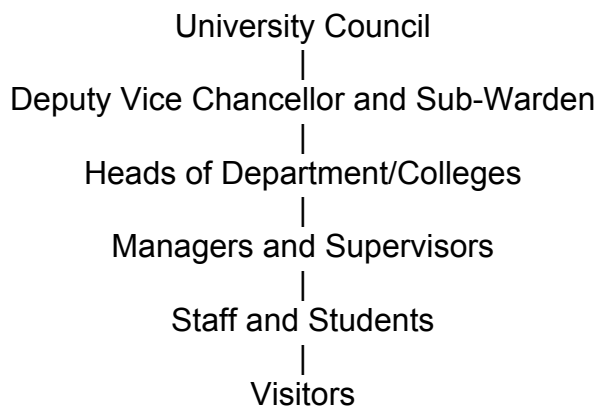 University Council
Deputy Vice Chancellor and Sub-Warden
Heads of Department/Colleges
Managers and Supervisors
Staff and Students
Visitors